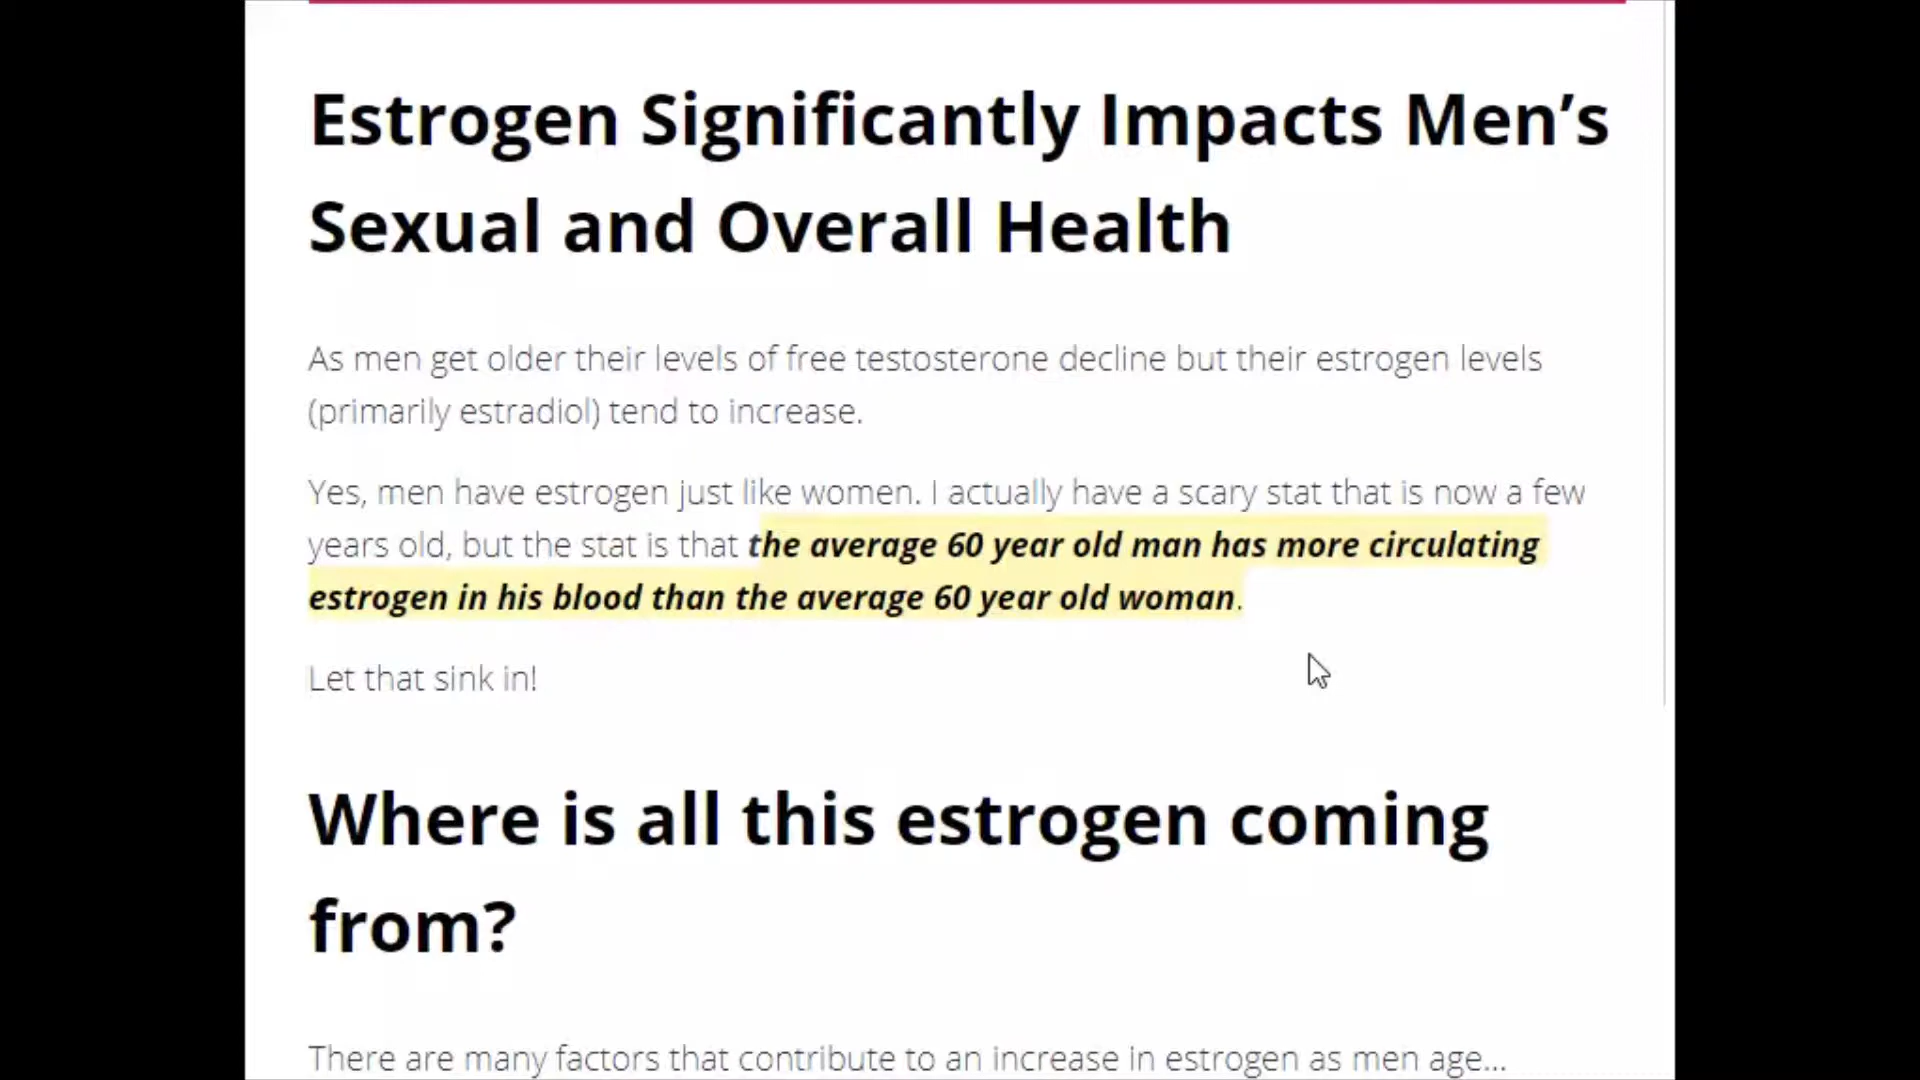 Estrogen Significantly Impacts Men’s
Sexual and Overall Health
As men get older their levels of free testosterone decline but their estrogen levels
(primarily estradiol) tend to increase.
Yes, men have estrogen just like women. I actually have a scary stat that is now a few
years old, but the stat is that the average 60 year old man has more circulating
estrogen in his blood than the average 60 year old woman.
Let that sink in!
Where is all this estrogen coming
from?
There are many factors that contribute to an increase in estrogen as men age...